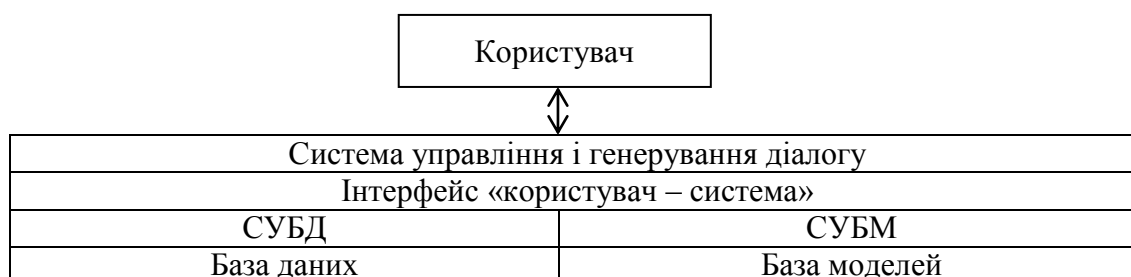 Користувач
Система управління і генерування діалогу
Інтерфейс «користувач – система»
СУБД СУБМ
База даних База моделей